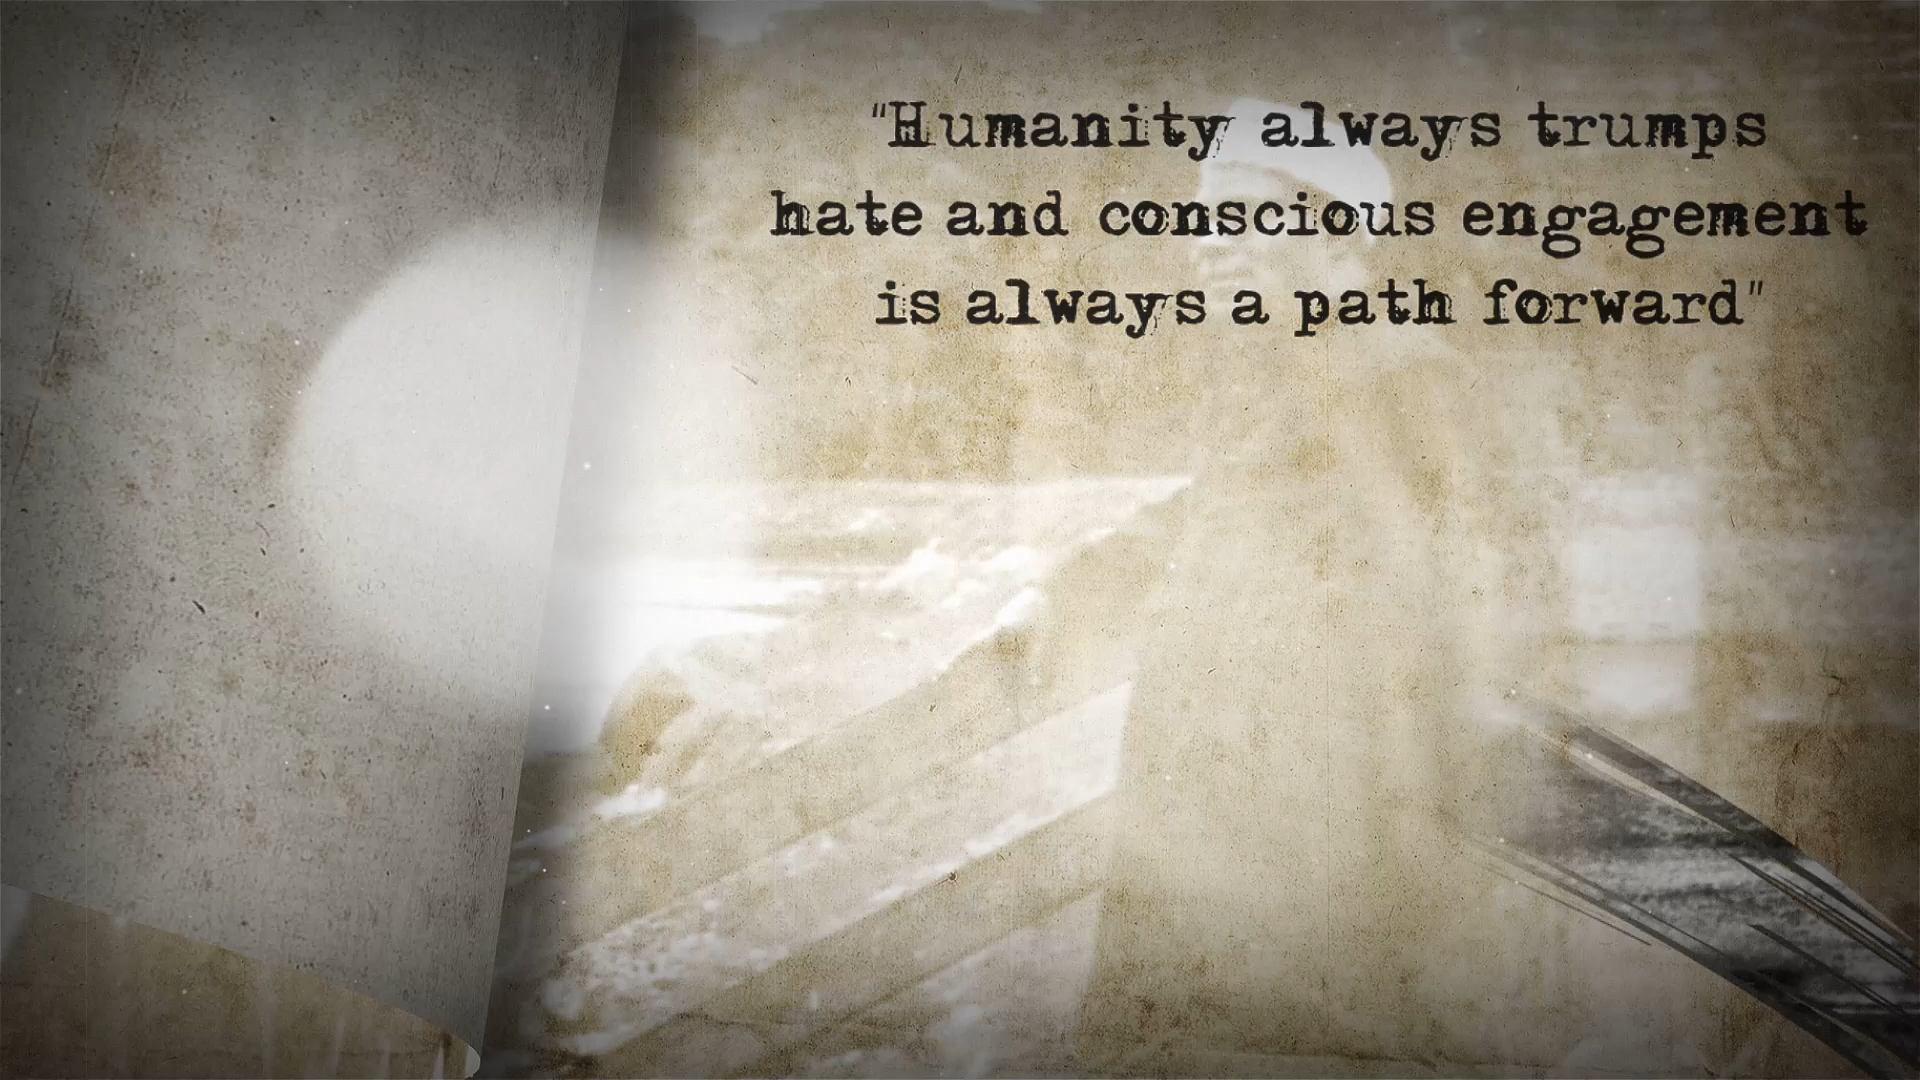 "Humanity always trumps
hate and conscious engagement
is always a path forward"